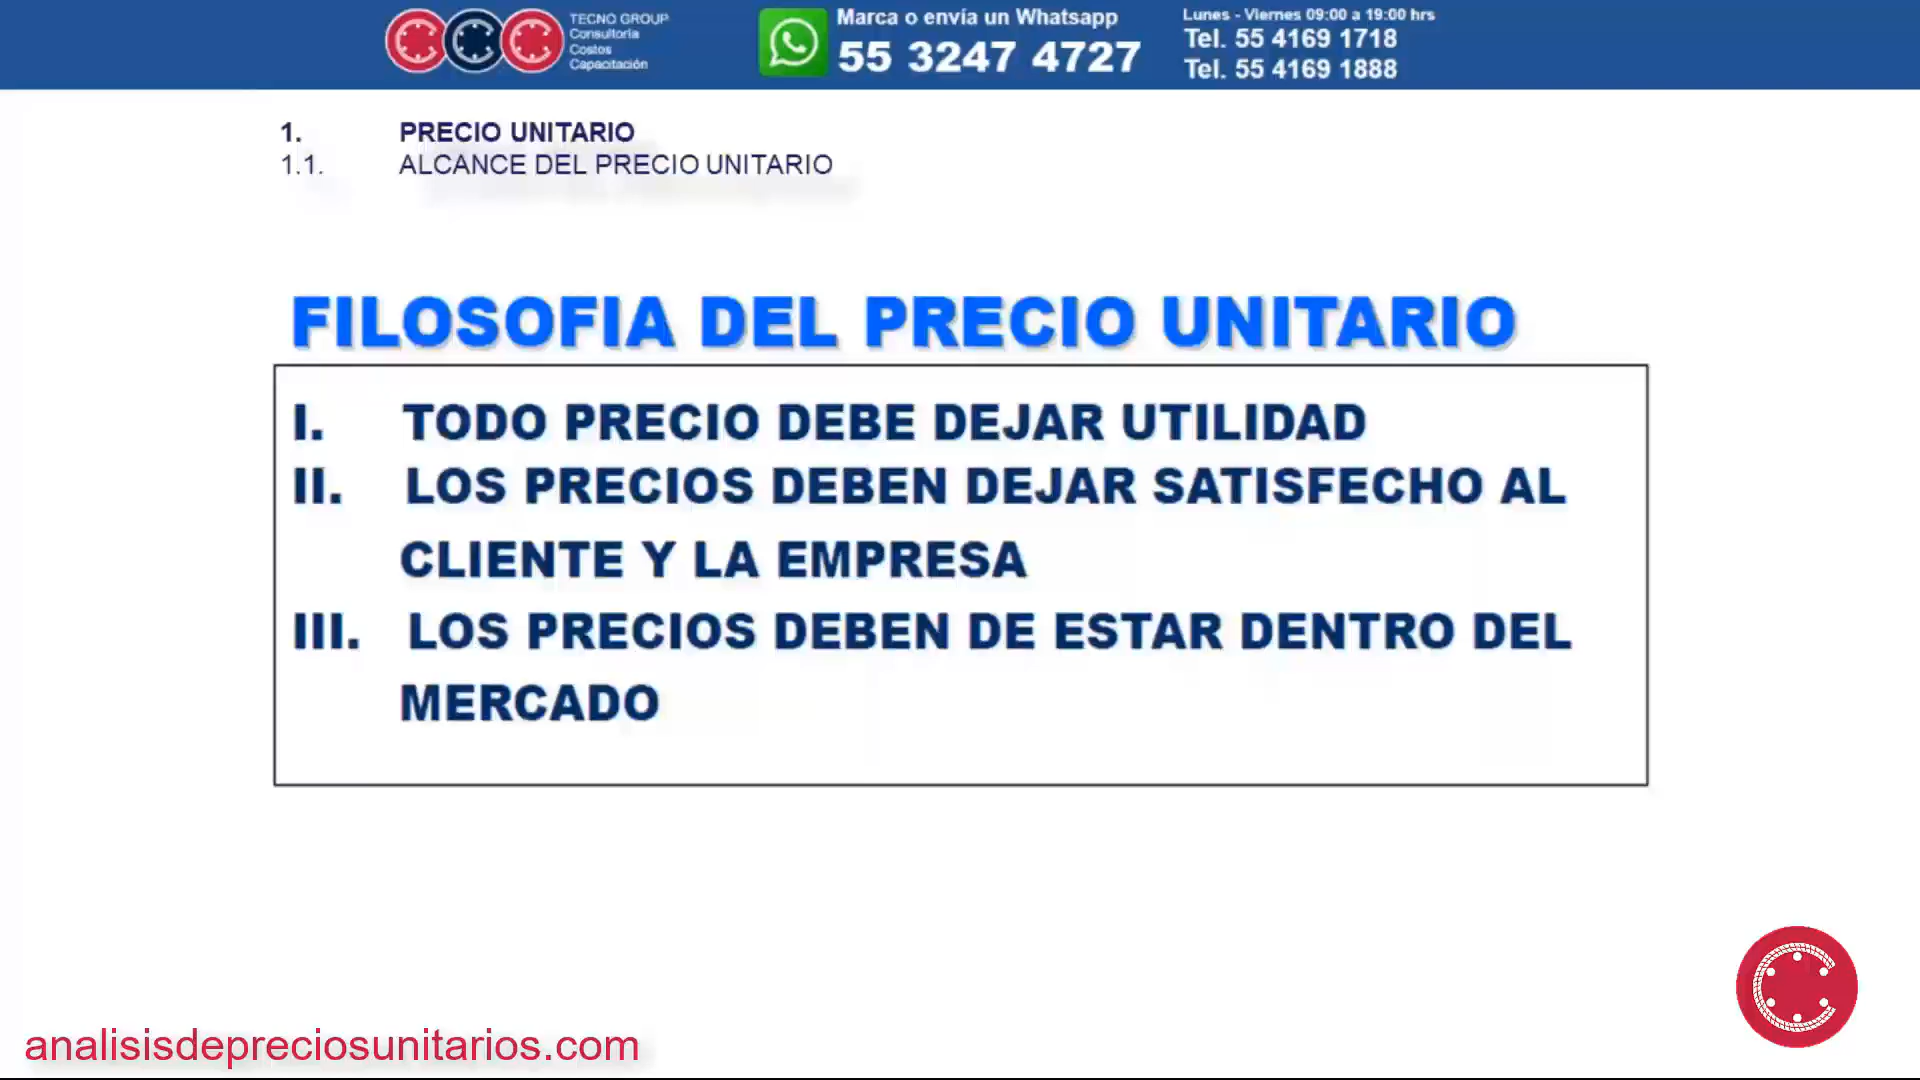 TECNO GROUP
Consultoría
Costos
Capacitación
Marca o envía un Whatsapp
55 3247 4727
Lunes - Viernes 09:00 a 19:00 hrs
Tel. 55 4169 1718
Tel. 55 4169 1888
1. PRECIO UNITARIO
1.1. ALCANCE DEL PRECIO UNITARIO
FILOSOFIA DEL PRECIO UNITARIO
I. TODO PRECIO DEBE DEJAR UTILIDAD
II. LOS PRECIOS DEBEN DEJAR SATISFECHO AL
CLIENTE Y LA EMPRESA
III. LOS PRECIOS DEBEN DE ESTAR DENTRO DEL
MERCADO
analisisdepreciosunitarios.com